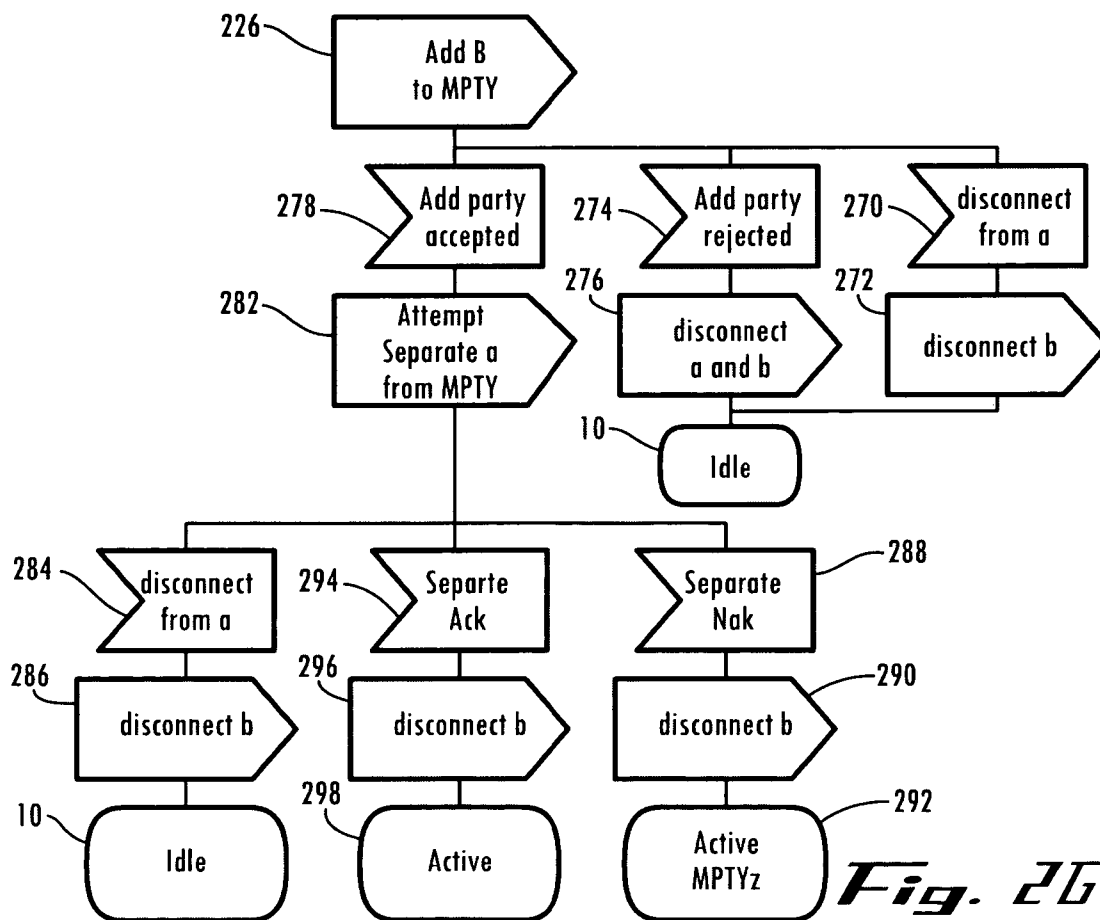 226
Add B
to MPTY
278
Add party
accepted
274
Add party
rejected
270
disconnect
from a
282
Attempt
Separate a
from MPTY
276
disconnect
a and b
272
disconnect b
10
Idle
284
disconnect
from a
294
Separte
Ack
288
Separate
Nak
286
disconnect b
296
disconnect b
290
disconnect b
10
Idle
298
Active
292
Active
MPTYz
Fig. 2G